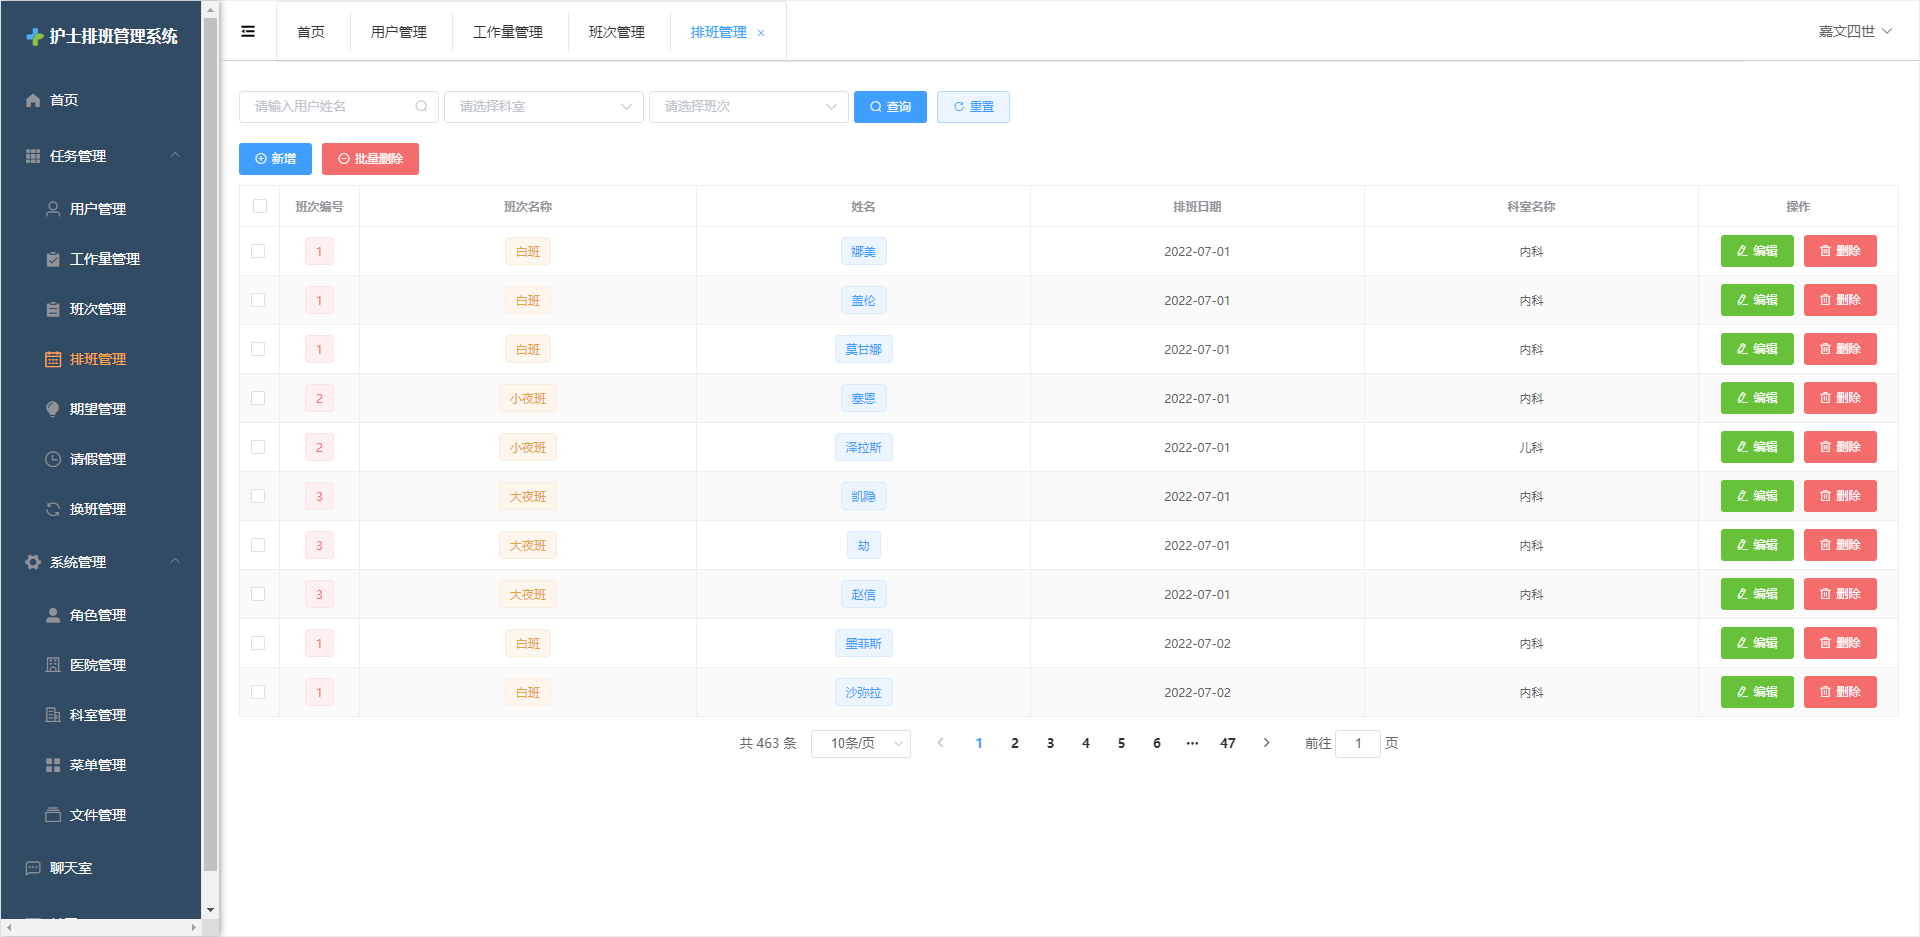 护士排班管理系统
首页
任务管理
用户管理
工作量管理
班次管理
排班管理
期望管理
请假管理
换班管理
系统管理
角色管理
医院管理
科室管理
菜单管理
文件管理
聊天室
首页 用户管理 工作量管理 班次管理 排班管理 嘉文四世
请输入用户姓名 请选择科室 请选择班次 查询 重置
新增 批量删除
班次编号 班次名称 姓名 排班日期 科室名称 操作
1 白班 娜美 2022-07-01 内科 编辑 删除
1 白班 盖伦 2022-07-01 内科 编辑 删除
1 白班 莫甘娜 2022-07-01 内科 编辑 删除
2 小夜班 塞恩 2022-07-01 内科 编辑 删除
2 小夜班 泽拉斯 2022-07-01 儿科 编辑 删除
3 大夜班 凯隐 2022-07-01 内科 编辑 删除
3 大夜班 劫 2022-07-01 内科 编辑 删除
3 大夜班 赵信 2022-07-01 内科 编辑 删除
1 白班 墨菲斯 2022-07-02 内科 编辑 删除
1 白班 沙弥拉 2022-07-02 内科 编辑 删除
共 463 条 10条/页 1 2 3 4 5 6 ··· 47 前往 1 页